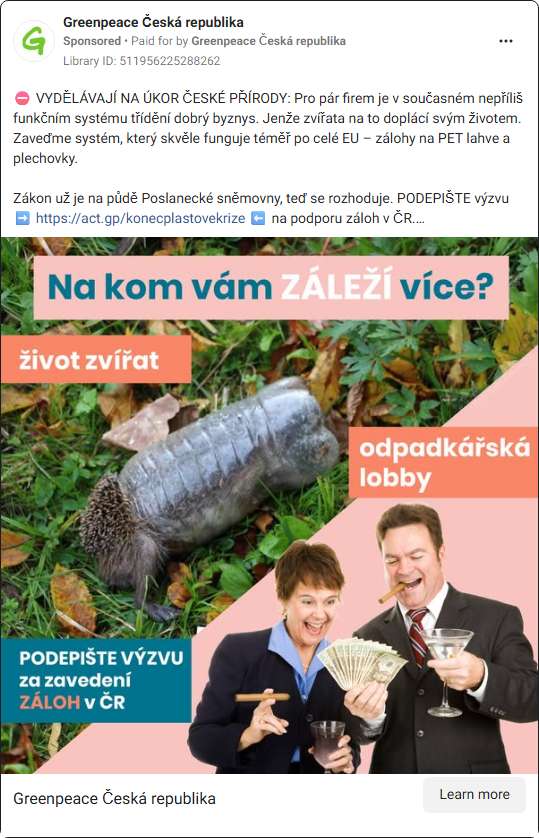 Greenpeace Česká republika
Sponsored • Paid for by Greenpeace Česká republika
Library ID: 511956225288262
⛔ VYDĚLÁVAJÍ NA ÚKOR ČESKÉ PŘÍRODY: Pro pár firem je v současném nepříliš
funkčním systému třídění dobrý byznys. Jenže zvířata na to doplácí svým životem.
Zaveďme systém, který skvěle funguje téměř po celé EU – zálohy na PET lahve a
plechovky.
Zákon už je na půdě Poslanecké sněmovny, teď se rozhoduje. PODEPIŠTE výzvu
➡️ https://act.gp/konecplastovekrize ⬅️ na podporu záloh v ČR....
Na kom vám ZÁLEŽÍ více?
život zvířat
odpadkářská
lobby
PODEPIŠTE VÝZVU
za zavedení
ZÁLOH v ČR
Greenpeace Česká republika
Learn more